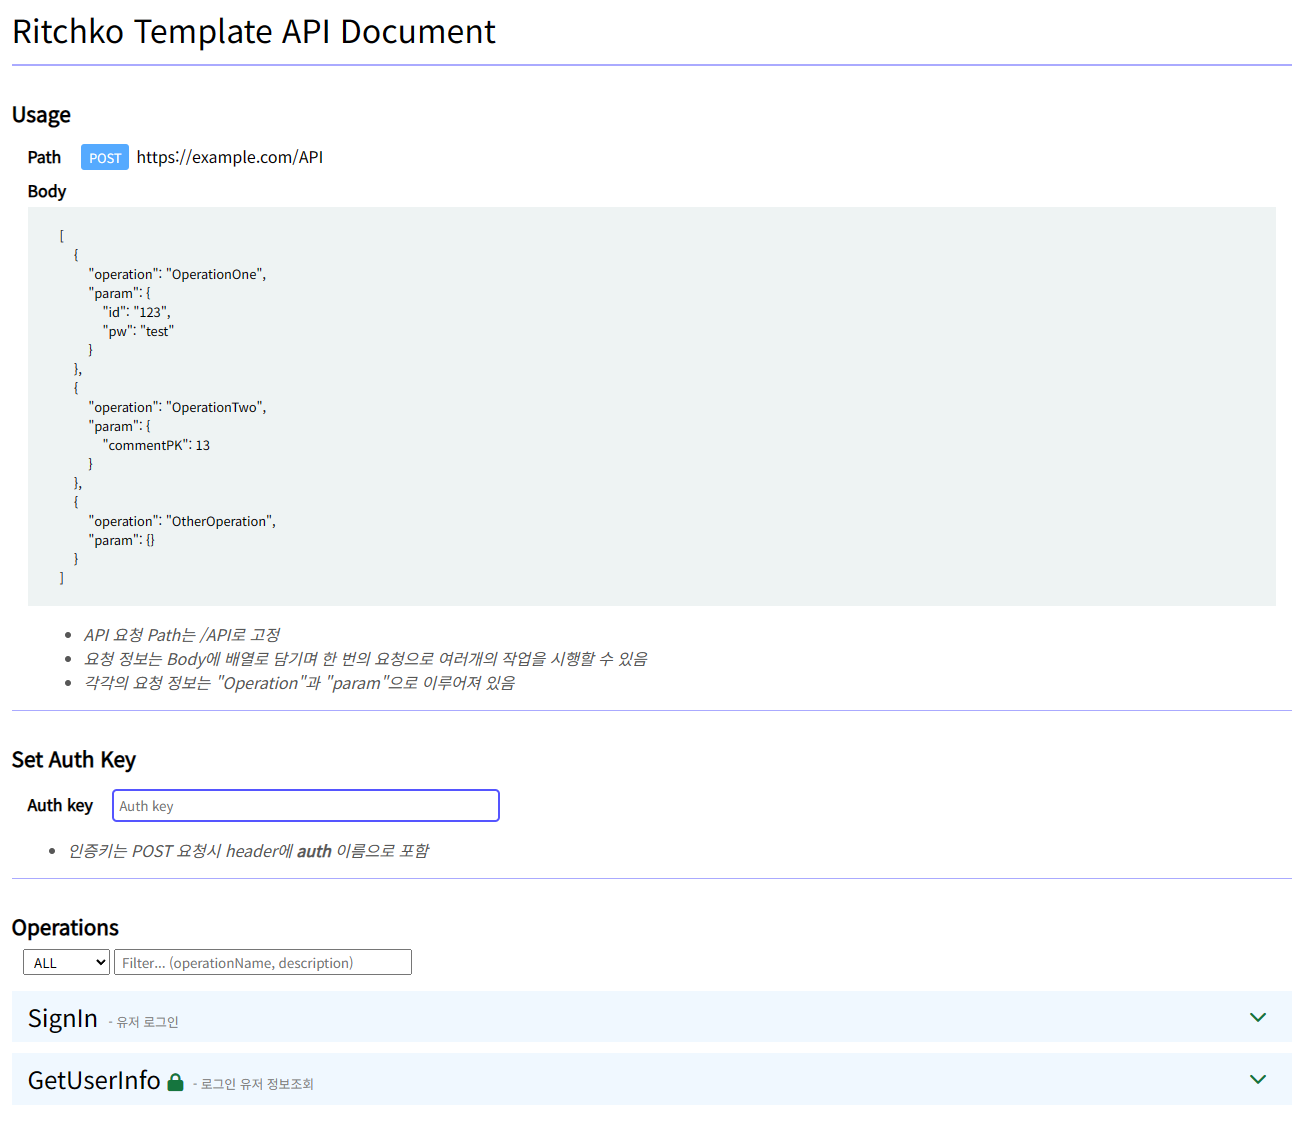 Ritchko Template API Document
Usage
Path POST https://example.com/API
Body
[
{
"operation": "OperationOne",
"param": {
"id": "123",
"pw": "test"
}
},
{
"operation": "OperationTwo",
"param": {
"commentPK": 13
}
},
{
"operation": "OtherOperation",
"param": {}
}
]
• API 요청 Path는 /API로 고정
• 요청 정보는 Body에 배열로 담기며 한 번의 요청으로 여러개의 작업을 시행할 수 있음
• 각각의 요청 정보는 "Operation"과 "param"으로 이루어져 있음
Set Auth Key
Auth key Auth key
• 인증키는 POST 요청시 header에 auth 이름으로 포함
Operations
ALL Filter... (operationName, description)
SignIn - 유저 로그인
GetUserInfo - 로그인 유저 정보조회